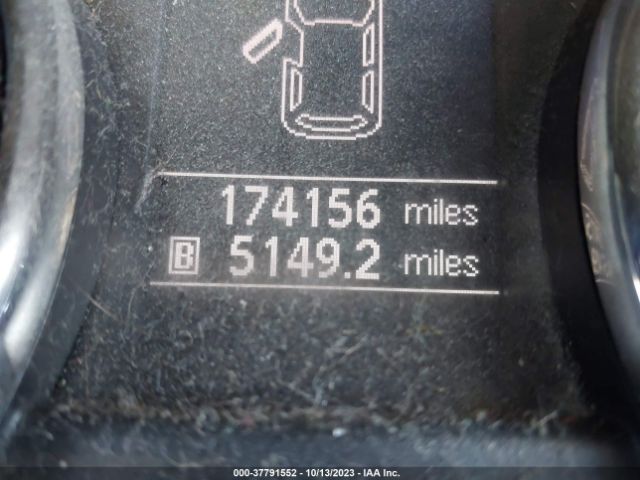 174156 miles
B 5149.2 miles
000-37791552 - 10/13/2023 - IAA Inc.